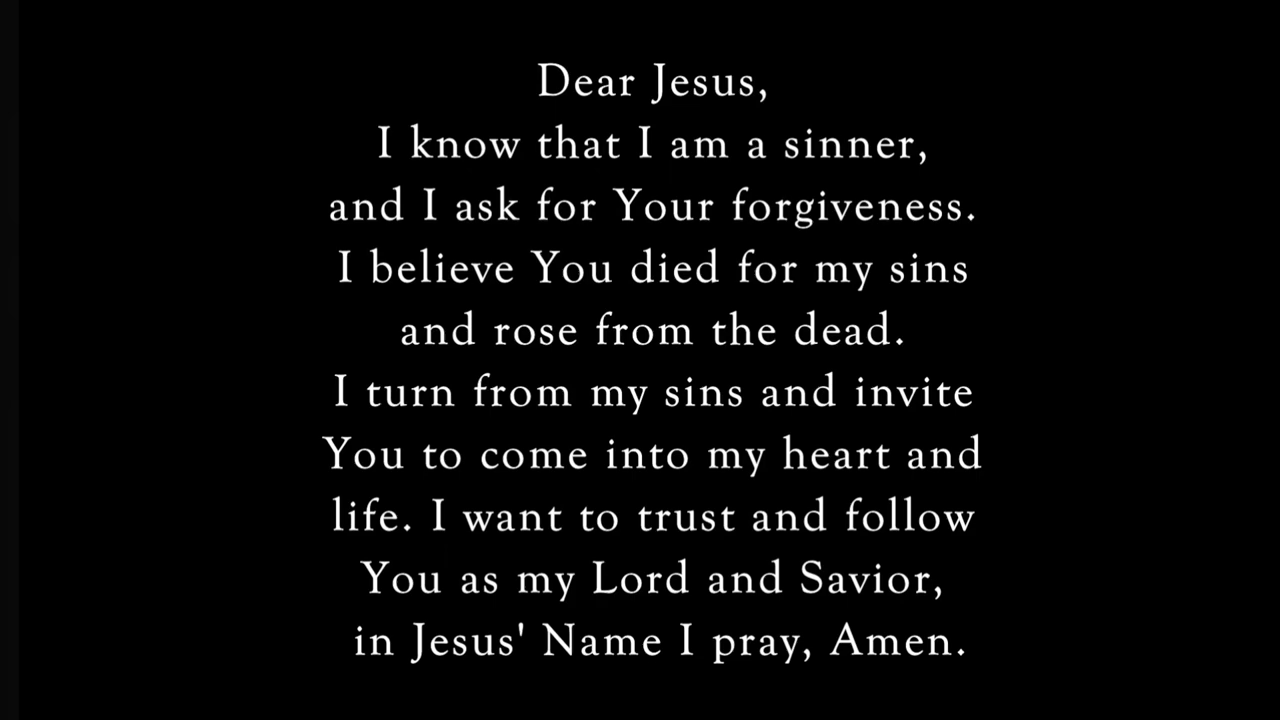 Dear Jesus,
I know that I am a sinner,
and I ask for Your forgiveness.
I believe You died for my sins
and rose from the dead.
I turn from my sins and invite
You to come into my heart and
life. I want to trust and follow
You as my Lord and Savior,
in Jesus' Name I pray, Amen.